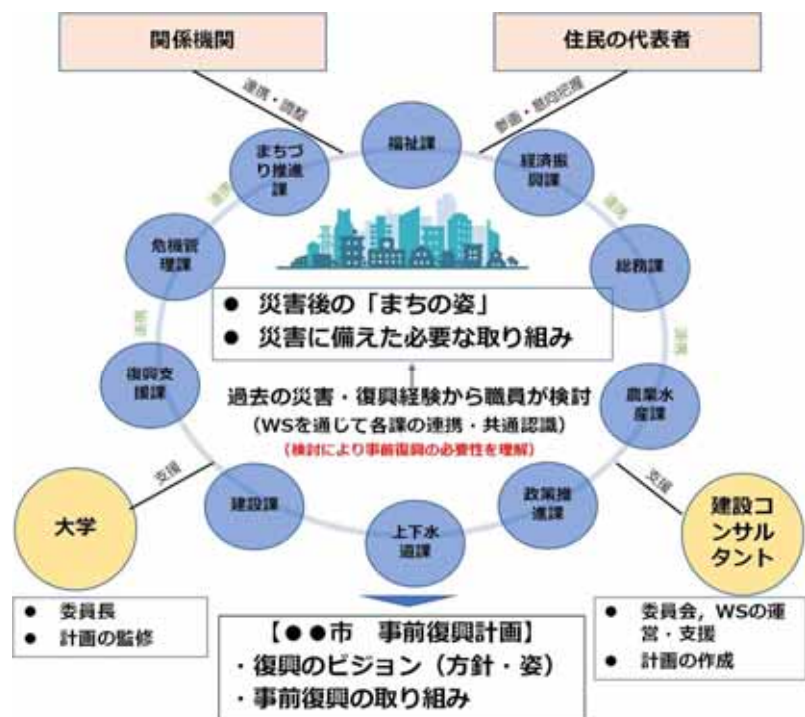 関係機関
住民の代表者
連携・調整
参画・意向把握
福祉課
まちづ
り推進
課
経済振
興課
連携
連携
危機管
理課
総務課
● 災害後の「まちの姿」
● 災害に備えた必要な取り組み
連携
連携
復興支
援課
農業水
産課
過去の災害・復興経験から職員が検討
(WSを通じて各課の連携・共通認識)
(検討により事前復興の必要性を理解)
支援
支援
建設課
政策推
進課
上下水
道課
大学
建設コ
ンサル
タント
● 委員長
● 計画の監修
● 委員会,WSの運
営・支援
● 計画の作成
【●●市 事前復興計画】
・復興のビジョン(方針・姿)
・事前復興の取り組み